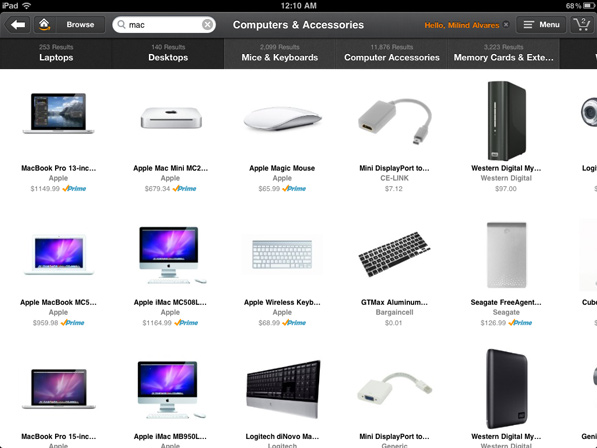 iPad
12:10 AM
68%
Browse
mac
Computers & Accessories
Hello, Milind Alvares
Menu
2
253 Results
140 Results
2,099 Results
11,876 Results
3,223 Results
Laptops
Desktops
Mice & Keyboards
Computer Accessories
Memory Cards & Exte...
MacBook Pro 13-inc...
Apple Mac Mini MC2...
Apple Magic Mouse
Mini DisplayPort to...
Western Digital My...
Logi
Apple
Apple
Apple
CE-LINK
Western Digital
$1149.99 Prime
$679.34 Prime
$65.99 Prime
$7.12
$97.00
Apple MacBook MC5...
Apple iMac MC508L...
Apple Wireless Keyb...
GTMax Aluminum...
Seagate FreeAgent...
Cube
Apple
Apple
Apple
Bargaincell
Seagate
$959.98 Prime
$1164.99 Prime
$68.99 Prime
$0.01
$126.99 Prime
MacBook Pro 15-inc...
Apple iMac MB950L...
Logitech diNovo Ma...
Mini DisplayPort to...
Western Digital My...
Geni
Apple
Apple
Logitech
Generic
Western Digital